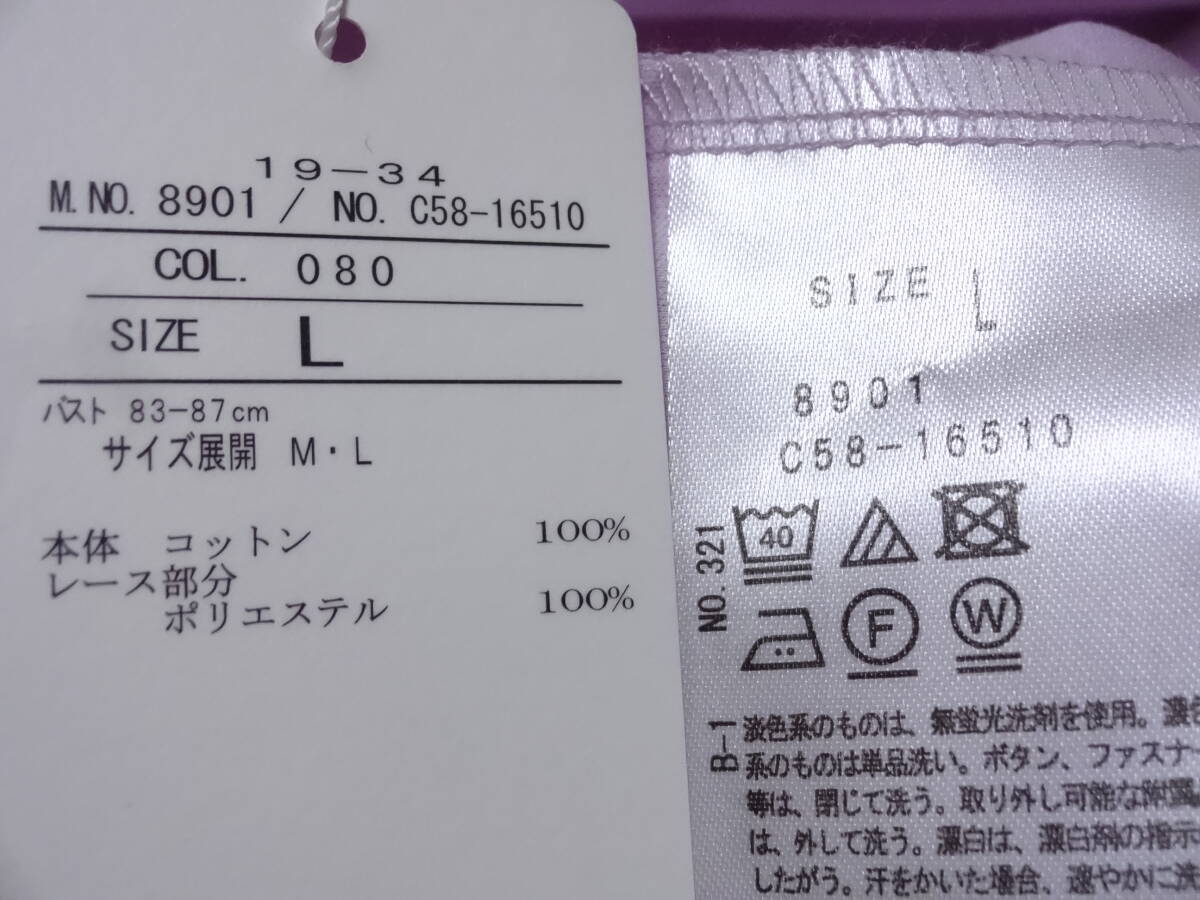 19-34
M.NO. 8901 / NO. C58-16510
COL. 080
SIZE L
バスト 83-87cm
サイズ展開 M・L
本体 コットン 100%
レース部分
ポリエステル 100%
SIZE L
8901
C58-16510
NO. 321
40
F
W
B-1
淡色系のものは、無蛍光洗剤を使用。濃色
系のものは単品洗い。ボタン、ファスナー
等は、閉じて洗う。取り外し可能な附属
は、外して洗う。漂白は、漂白剤の指示
したがう。汗をかいた場合、速やかに洗